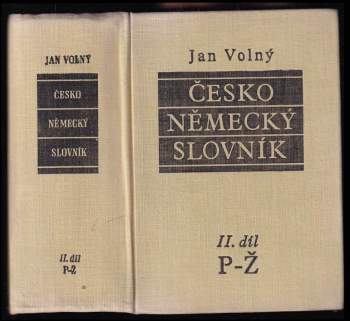 JAN VOLNÝ
ČESKO
NĚMECKÝ
SLOVNÍK
II. díl
P-Ž
Jan Volný
ČESKO
NĚMECKÝ
SLOVNÍK
II. díl
P-Ž